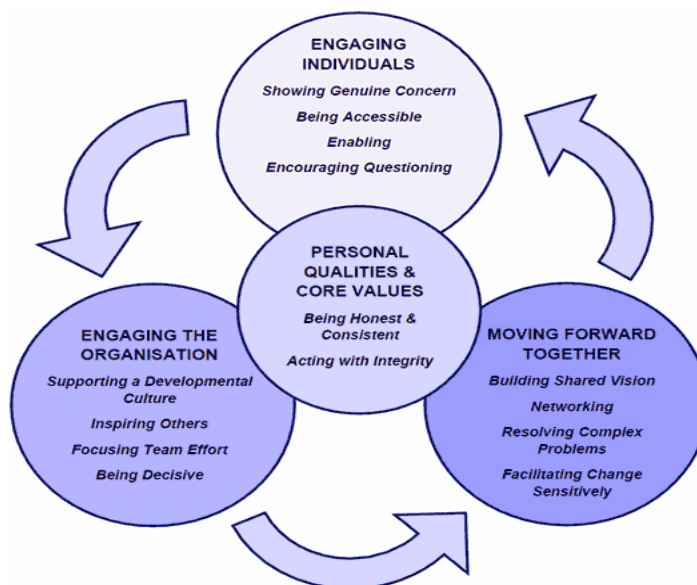 ENGAGING
INDIVIDUALS
Showing Genuine Concern
Being Accessible
Enabling
Encouraging Questioning
PERSONAL
QUALITIES &
CORE VALUES
Being Honest &
Consistent
Acting with Integrity
ENGAGING THE
ORGANISATION
Supporting a Developmental
Culture
Inspiring Others
Focusing Team Effort
Being Decisive
MOVING FORWARD
TOGETHER
Building Shared Vision
Networking
Resolving Complex
Problems
Facilitating Change
Sensitively